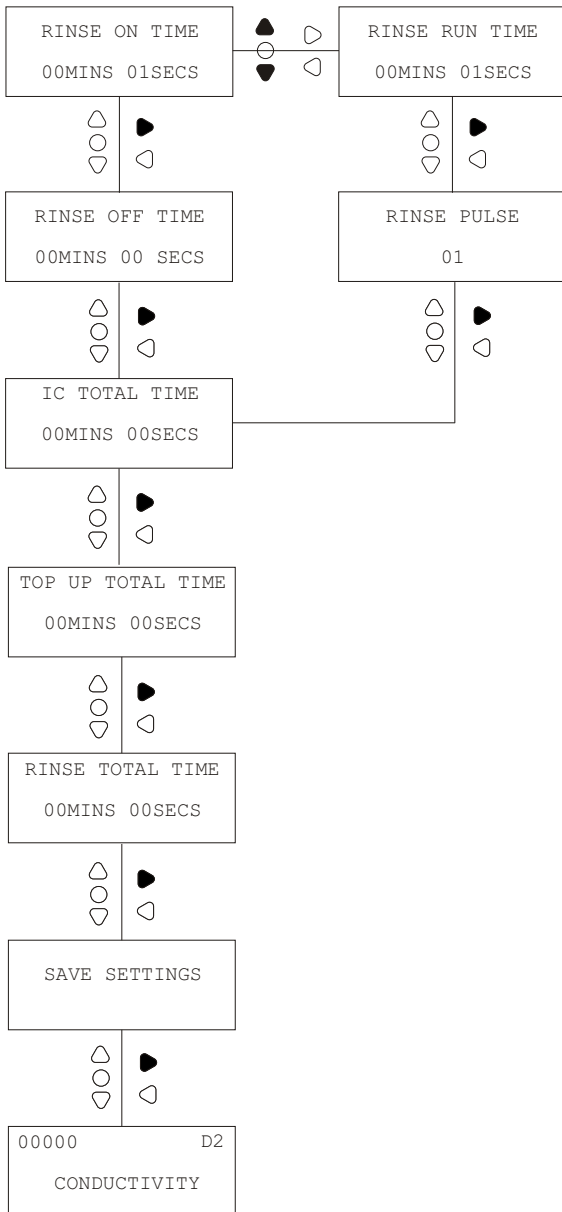 RINSE ON TIME
00MINS 01SECS
RINSE RUN TIME
00MINS 01SECS
RINSE OFF TIME
00MINS 00 SECS
RINSE PULSE
01
IC TOTAL TIME
00MINS 00SECS
TOP UP TOTAL TIME
00MINS 00SECS
RINSE TOTAL TIME
00MINS 00SECS
SAVE SETTINGS
00000 D2
CONDUCTIVITY